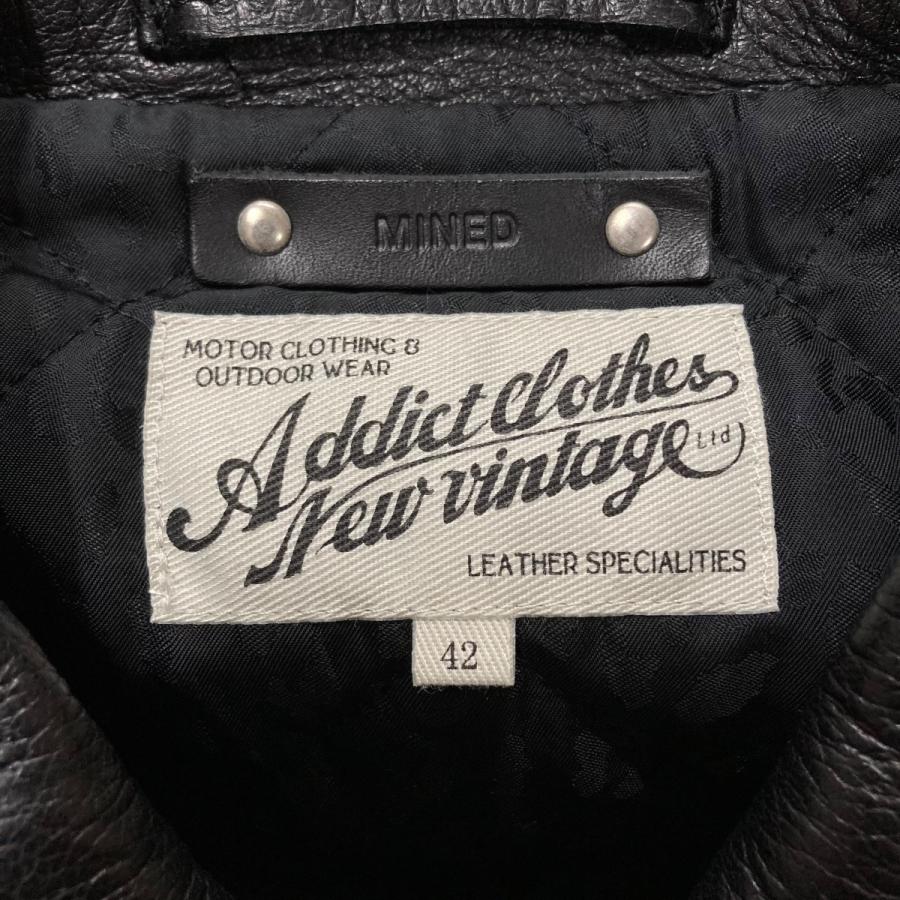 MINED
MOTOR CLOTHING &
OUTDOOR WEAR
Addict Clothes
New vintage Ltd
LEATHER SPECIALITIES
42